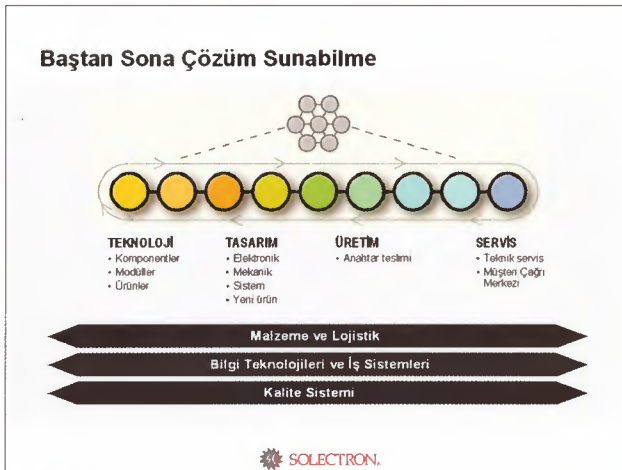 Baştan Sona Çözüm Sunabilme
TEKNOLOJİ
• Komponentler
• Modüller
• Ürünler
TASARIM
• Elektronik
• Mekanik
• Sistem
• Yeni ürün
ÜRETİM
• Anahtar teslimi
SERVİS
• Teknik servis
• Müşteri Çağrı
Merkezi
Malzeme ve Lojistik
Bilgi Teknolojileri ve İş Sistemleri
Kalite Sistemi
SOLECTRON.